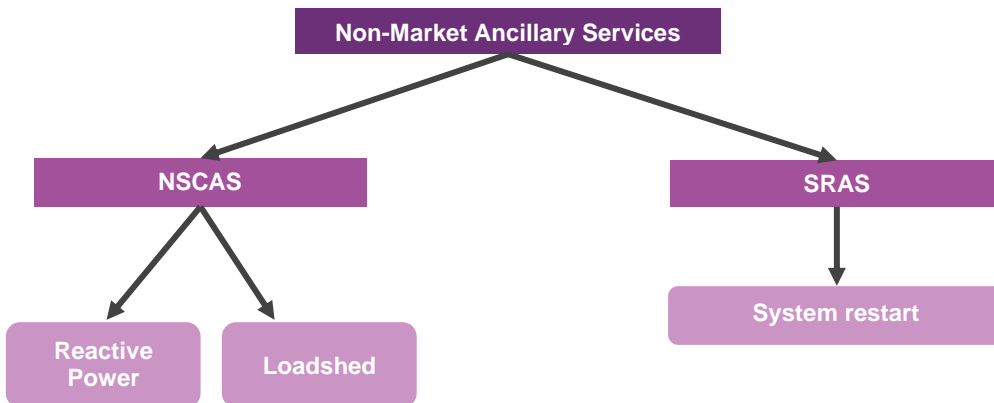 Non-Market Ancillary Services
NSCAS
SRAS
System restart
Reactive
Power
Loadshed